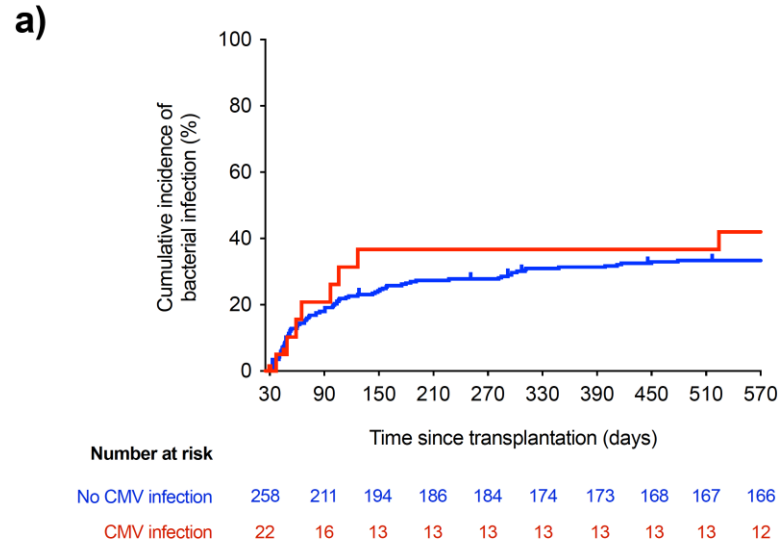 a)
Cumulative incidence of
bacterial infection (%)
100
80
60
40
20
0
30 90 150 210 270 330 390 450 510 570
Time since transplantation (days)
Number at risk
No CMV infection 258 211 194 186 184 174 173 168 167 166
CMV infection 22 16 13 13 13 13 13 13 13 12